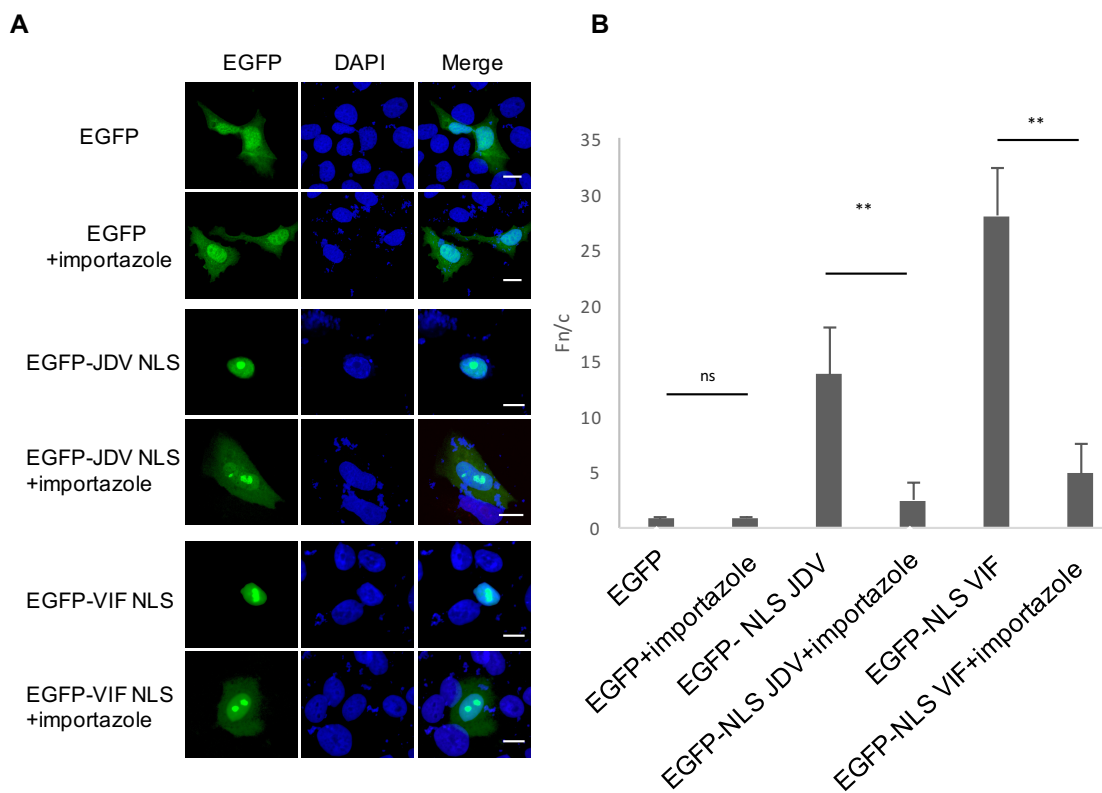 A
EGFP DAPI Merge
EGFP
EGFP
+importazole
EGFP-JDV NLS
EGFP-JDV NLS
+importazole
EGFP-VIF NLS
EGFP-VIF NLS
+importazole
B
Fn/c
35
30
25
20
15
10
5
0
ns
**
**
EGFP
EGFP+importazole
EGFP- NLS JDV
EGFP-NLS JDV+importazole
EGFP-NLS VIF
EGFP-NLS VIF+importazole